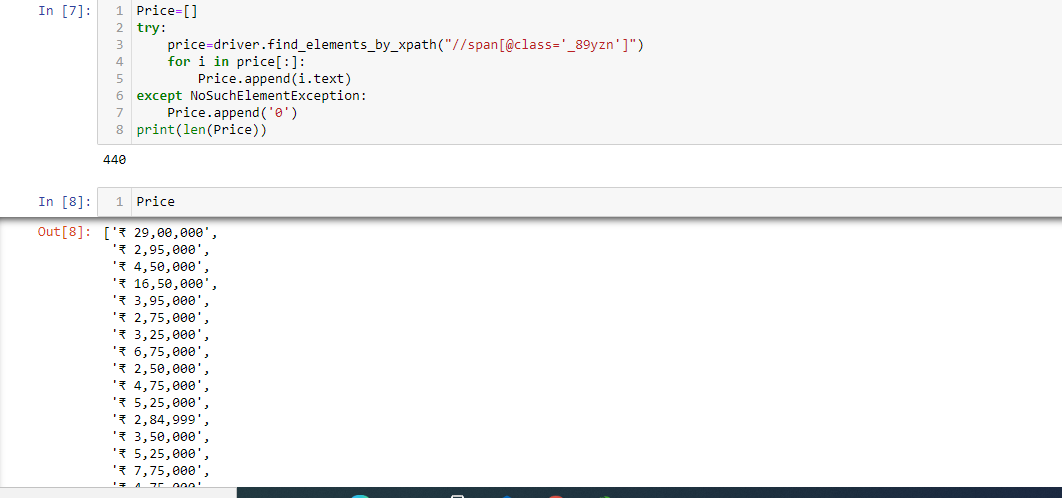 In [7]:
1 Price=[]
2 try:
3     price=driver.find_elements_by_xpath("//span[@class='_89yzn']")
4     for i in price[:]:
5         Price.append(i.text)
6 except NoSuchElementException:
7     Price.append('0')
8 print(len(Price))
440
In [8]:
1 Price
Out[8]: ['₹ 29,00,000',
'₹ 2,95,000',
'₹ 4,50,000',
'₹ 16,50,000',
'₹ 3,95,000',
'₹ 2,75,000',
'₹ 3,25,000',
'₹ 6,75,000',
'₹ 2,50,000',
'₹ 4,75,000',
'₹ 5,25,000',
'₹ 2,84,999',
'₹ 3,50,000',
'₹ 5,25,000',
'₹ 7,75,000',